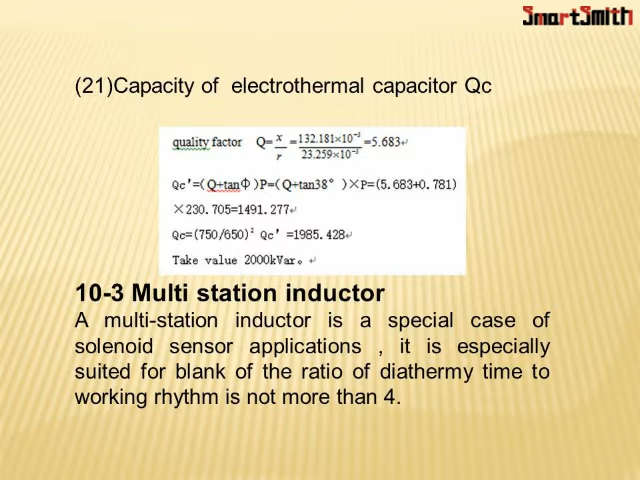 SmartSmith
(21)Capacity of electrothermal capacitor Qc
quality factor Q=x/r=132.181×10⁻³/23.259×10⁻³=5.683↵
Qc'=(Q+tanΦ)P=(Q+tan38°)×P=(5.683+0.781)
×230.705=1491.277↵
Qc=(750/650)² Qc'=1985.428↵
Take value 2000kVar。↵
10-3 Multi station inductor
A multi-station inductor is a special case of
solenoid sensor applications , it is especially
suited for blank of the ratio of diathermy time to
working rhythm is not more than 4.